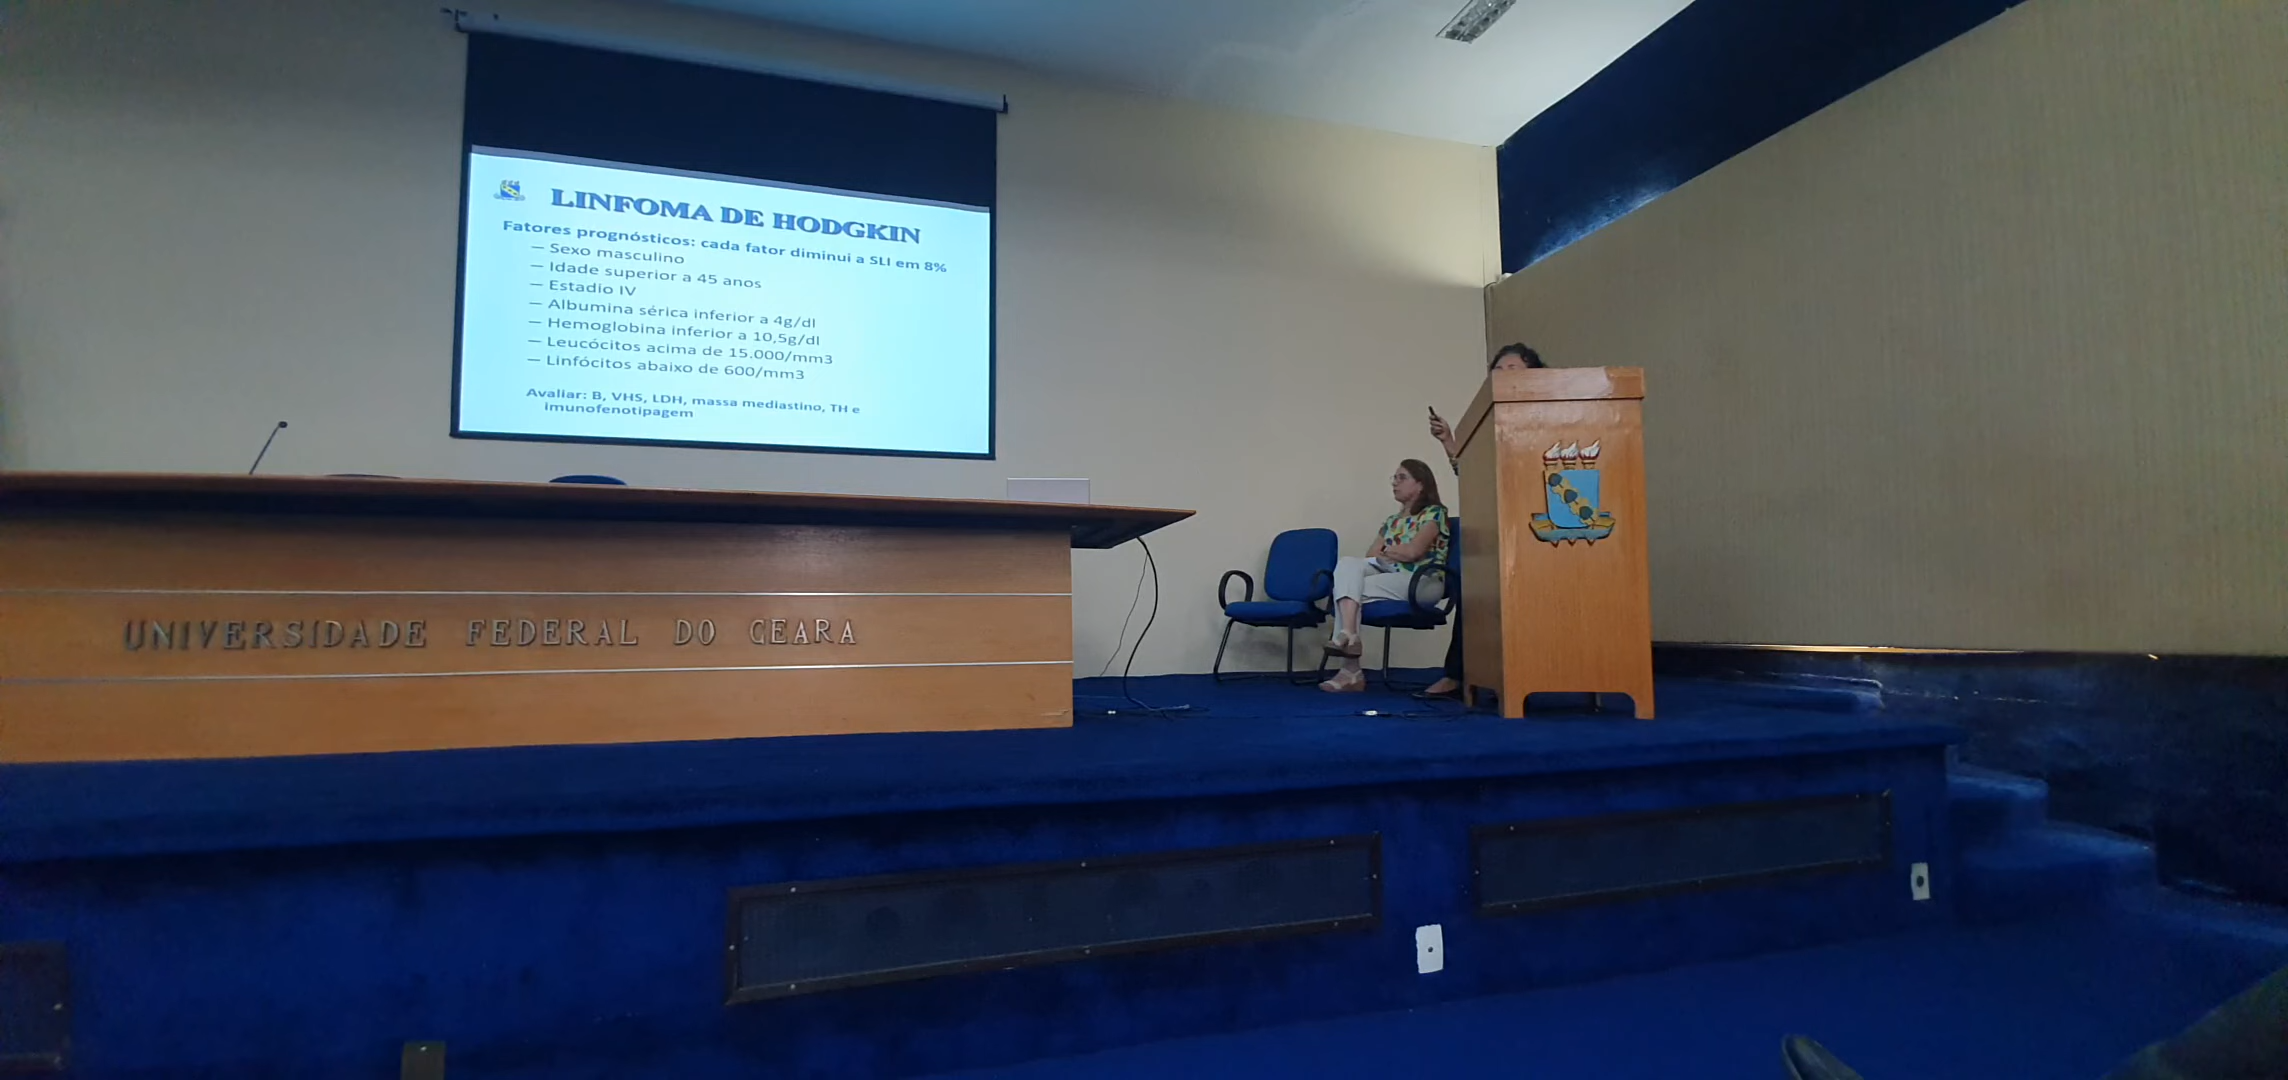 LINFOMA DE HODGKIN
Fatores prognósticos: cada fator diminui a SLI em 8%
— Sexo masculino
— Idade superior a 45 anos
— Estadio IV
— Albumina sérica inferior a 4g/dl
— Hemoglobina inferior a 10,5g/dl
— Leucócitos acima de 15.000/mm3
— Linfócitos abaixo de 600/mm3
Avaliar: B, VHS, LDH, massa mediastino, TH e
imunofenotipagem
UNIVERSIDADE FEDERAL DO CEARA